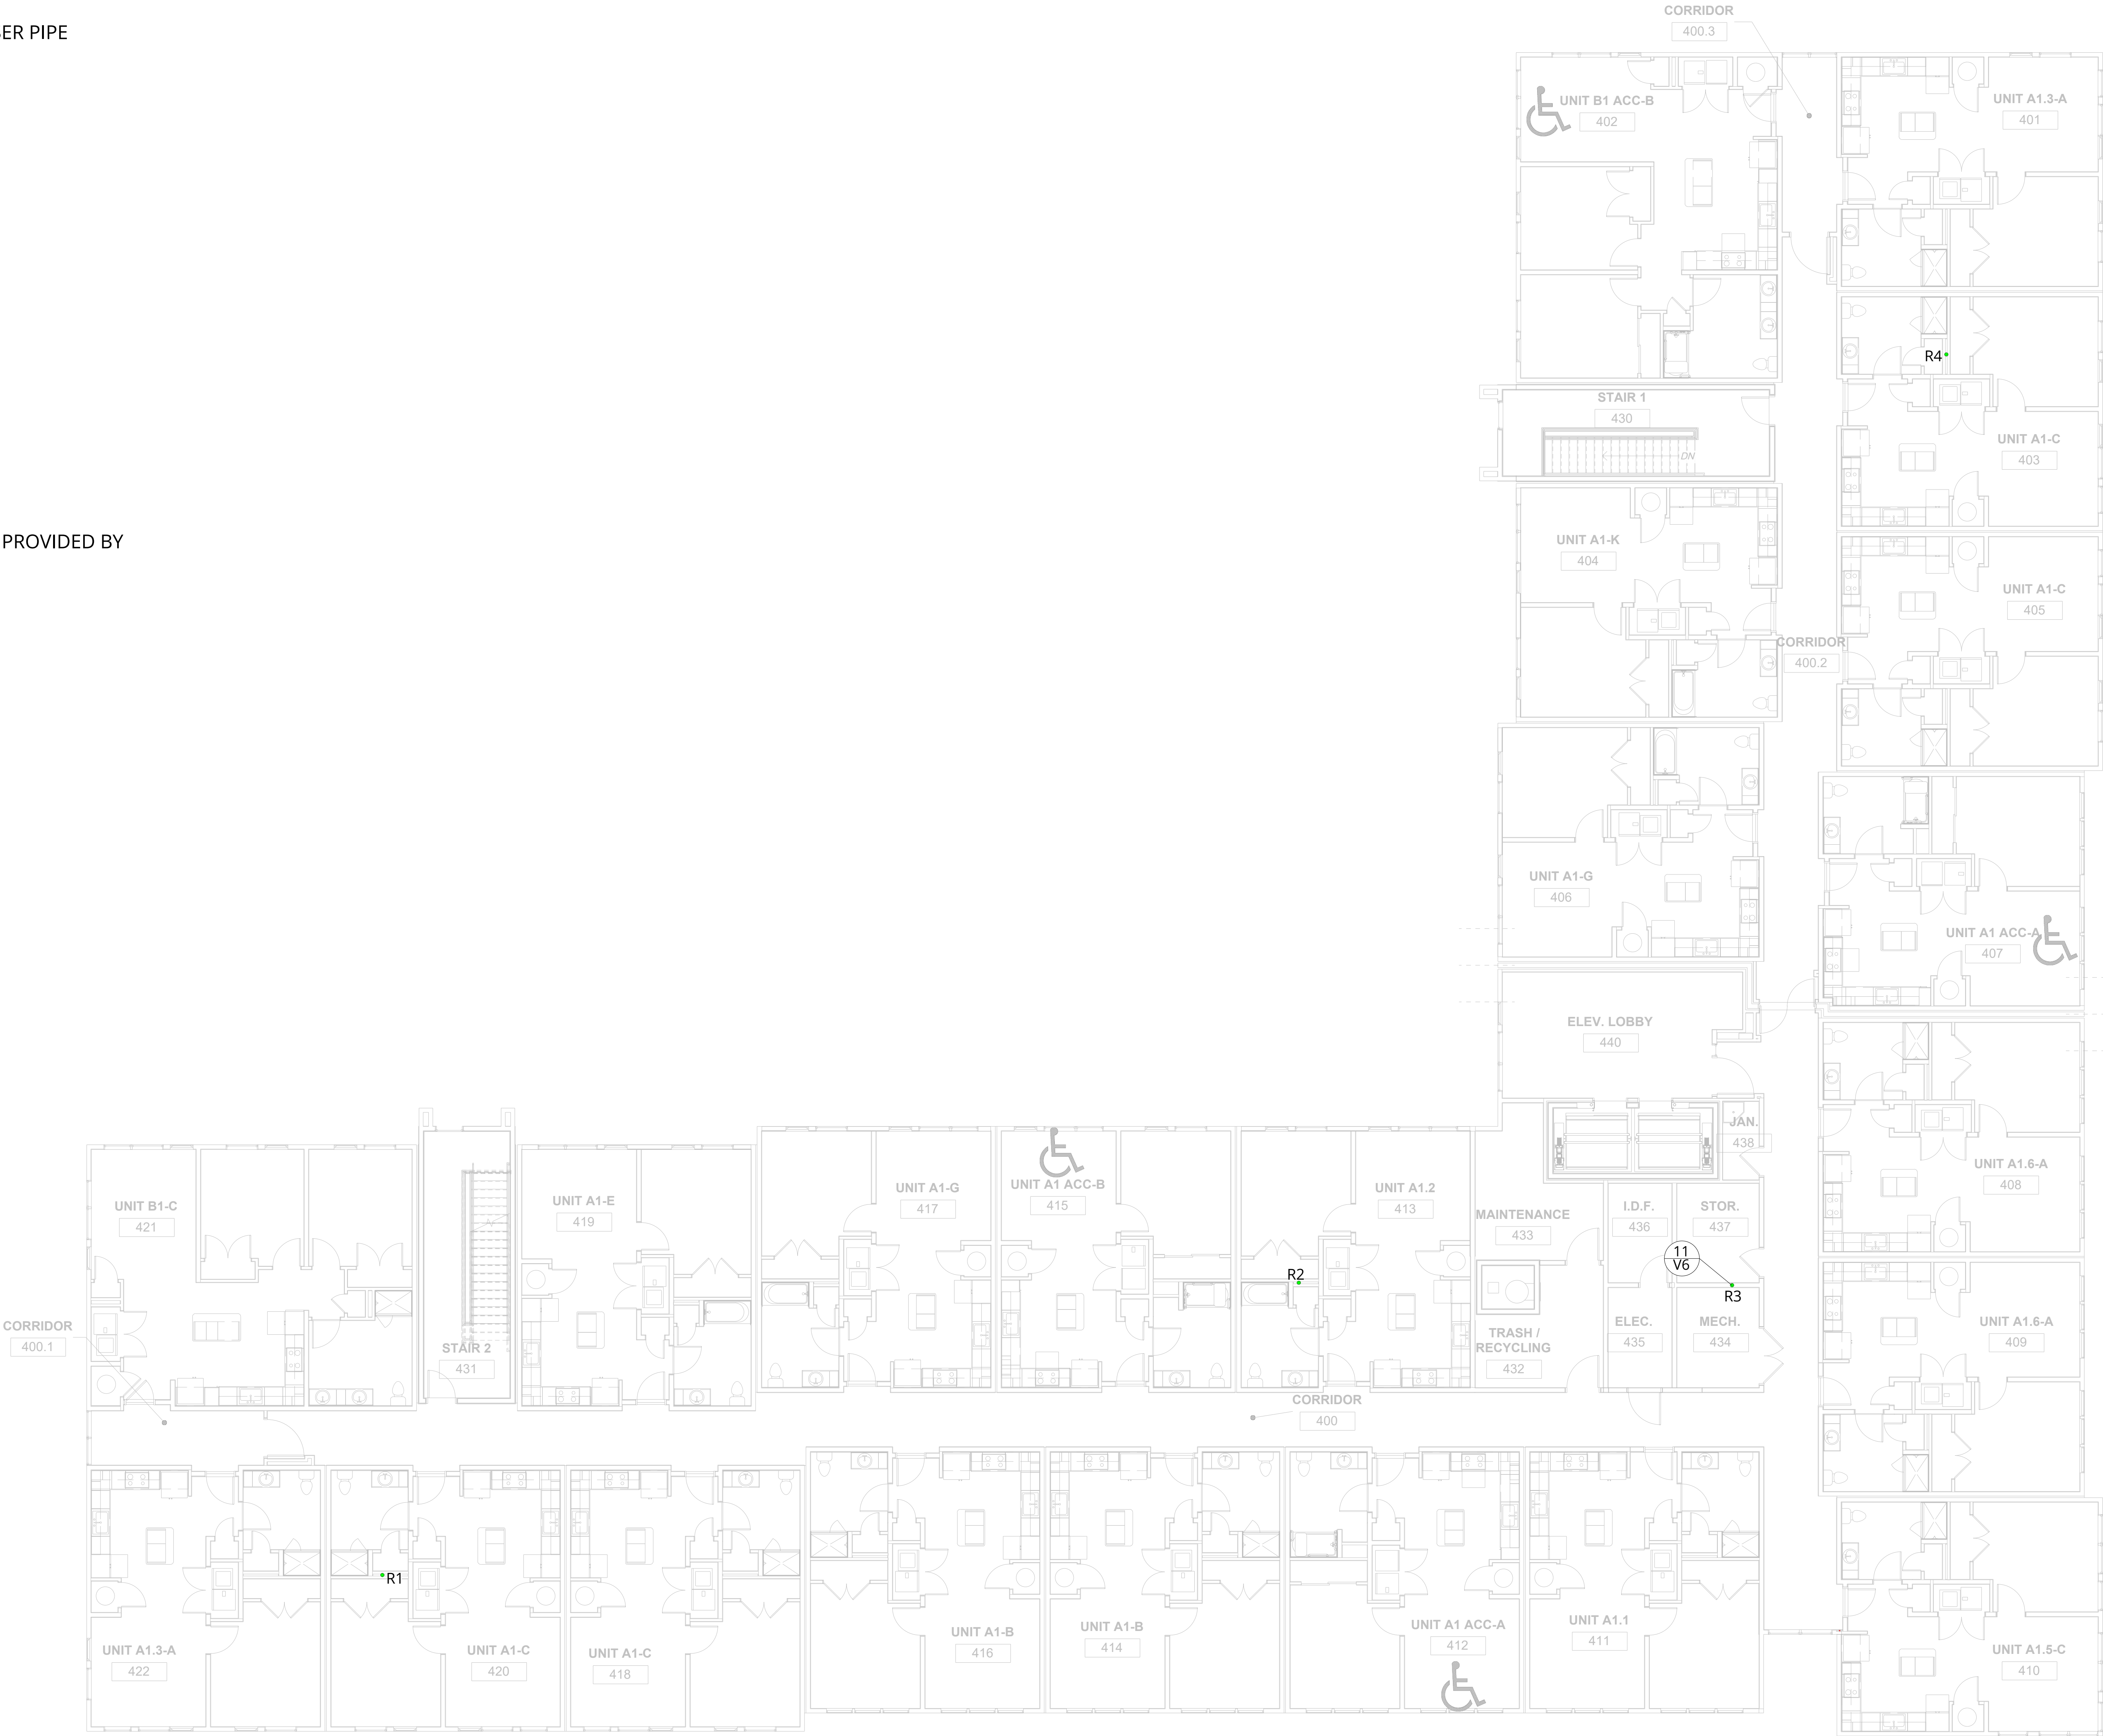 CORRIDOR
400.3
ER PIPE
UNIT B1 ACC-B
402
UNIT A1.3-A
401
R4
STAIR 1
430
DN
UNIT A1-C
403
PROVIDED BY
UNIT A1-K
404
UNIT A1-C
405
CORRIDOR
400.2
UNIT A1-G
406
UNIT A1 ACC-A
407
ELEV. LOBBY
440
JAN.
438
UNIT A1.6-A
408
UNIT B1-C
421
UNIT A1-E
419
UNIT A1-G
417
UNIT A1 ACC-B
415
UNIT A1.2
413
MAINTENANCE
433
I.D.F.
436
STOR.
437
11
V6
R2
R3
CORRIDOR
400.1
STAIR 2
431
TRASH /
RECYCLING
432
ELEC.
435
MECH.
434
UNIT A1.6-A
409
CORRIDOR
400
R1
UNIT A1.3-A
422
UNIT A1-C
420
UNIT A1-C
418
UNIT A1-B
416
UNIT A1-B
414
UNIT A1 ACC-A
412
UNIT A1.1
411
UNIT A1.5-C
410